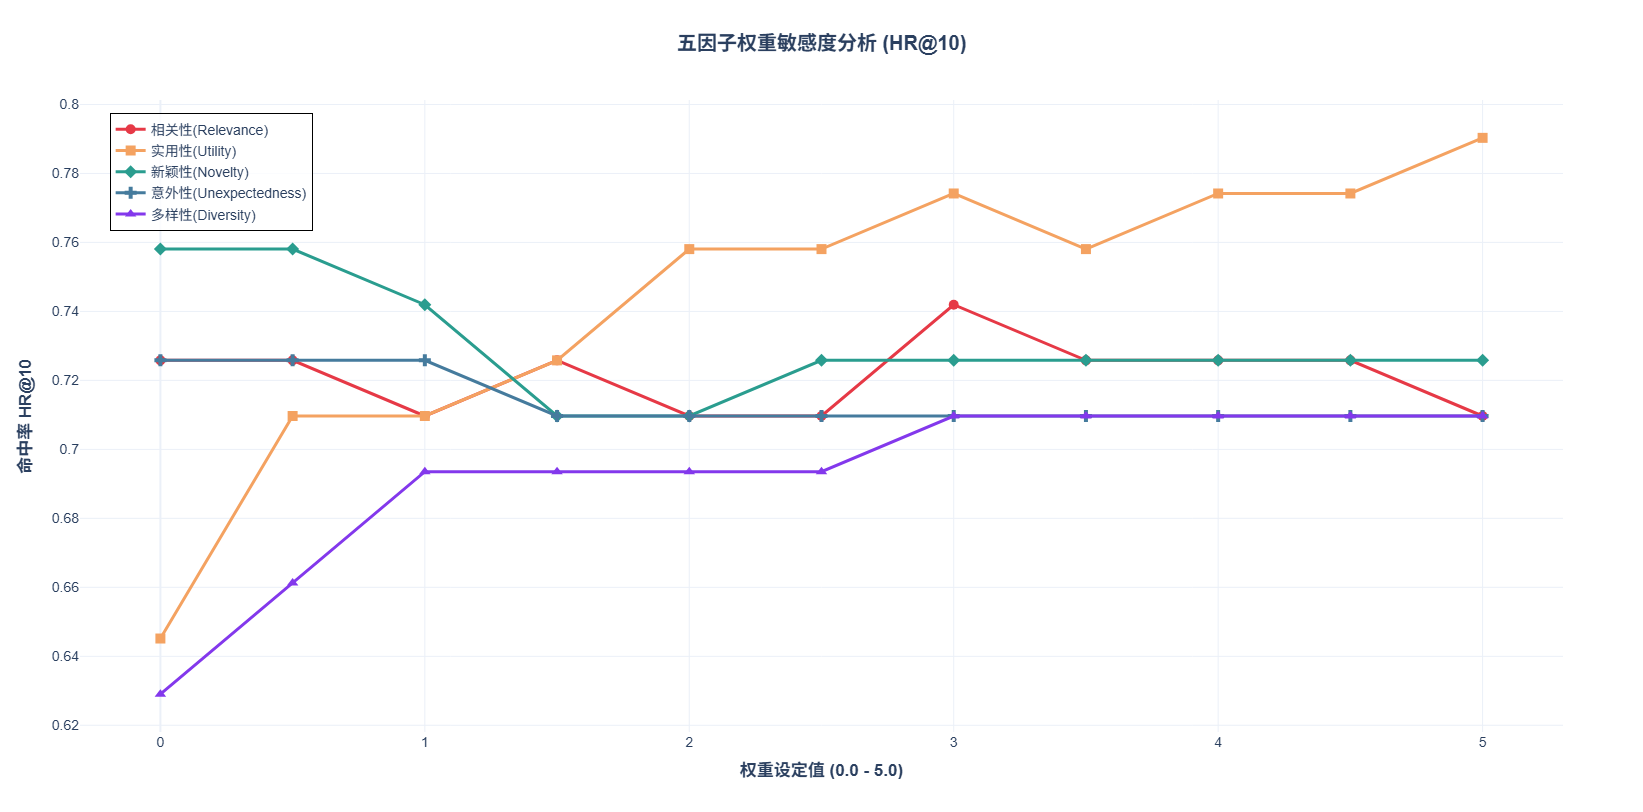 五因子权重敏感度分析 (HR@10)
相关性(Relevance)
实用性(Utility)
新颖性(Novelty)
意外性(Unexpectedness)
多样性(Diversity)
命中率 HR@10
0.8
0.78
0.76
0.74
0.72
0.7
0.68
0.66
0.64
0.62
0 1 2 3 4 5
权重设定值 (0.0 - 5.0)